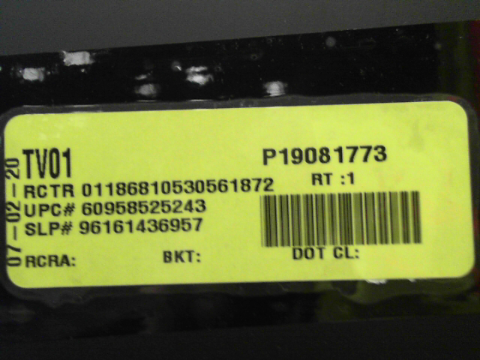 07-02-20
TV01 P19081773
RCTR 01186810530561872 RT :1
UPC# 60958525243
SLP# 96161436957
RCRA: BKT: DOT CL: